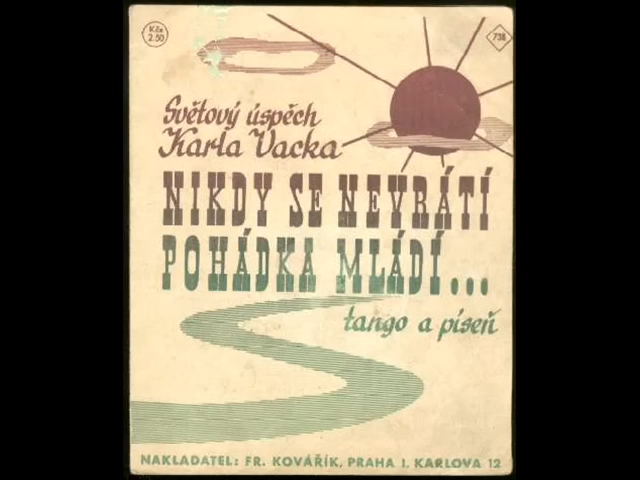 Kčs
2.50
738
Světový úspěch
Karla Vacka
NIKDY SE NEVRÁTÍ
POHÁDKA MLÁDÍ...
tango a píseň
NAKLADATEL: FR. KOVÁŘÍK, PRAHA I, KARLOVA 12